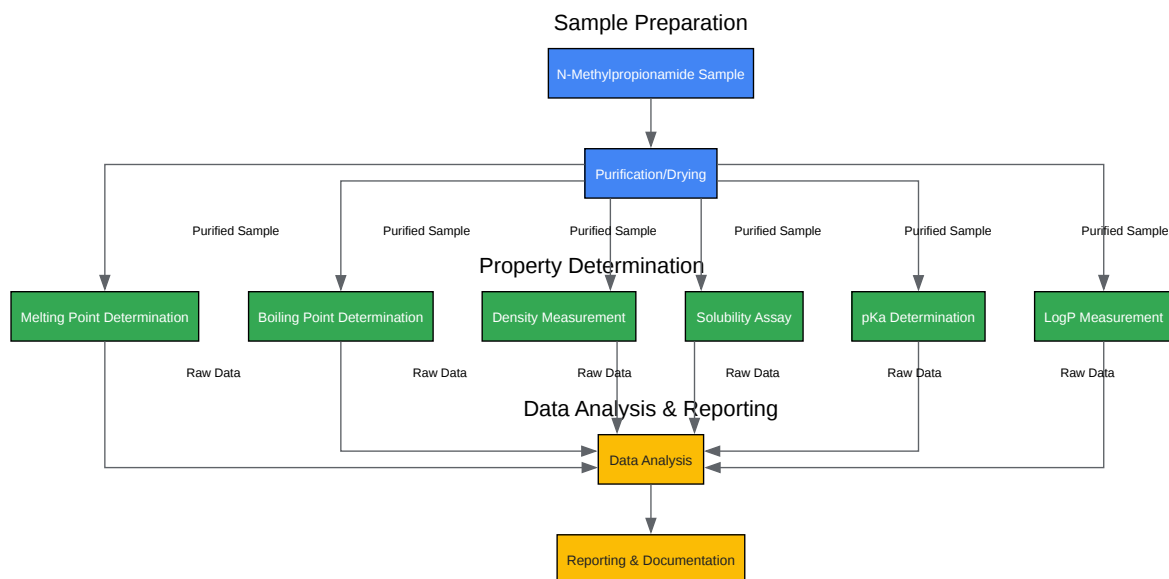 Sample Preparation
N-Methylpropionamide Sample
Purification/Drying
Purified Sample
Purified Sample
Purified Sample
Purified Sample
Purified Sample
Purified Sample
Property Determination
Melting Point Determination
Boiling Point Determination
Density Measurement
Solubility Assay
pKa Determination
LogP Measurement
Raw Data
Raw Data
Raw Data
Raw Data
Raw Data
Raw Data
Data Analysis & Reporting
Data Analysis
Reporting & Documentation